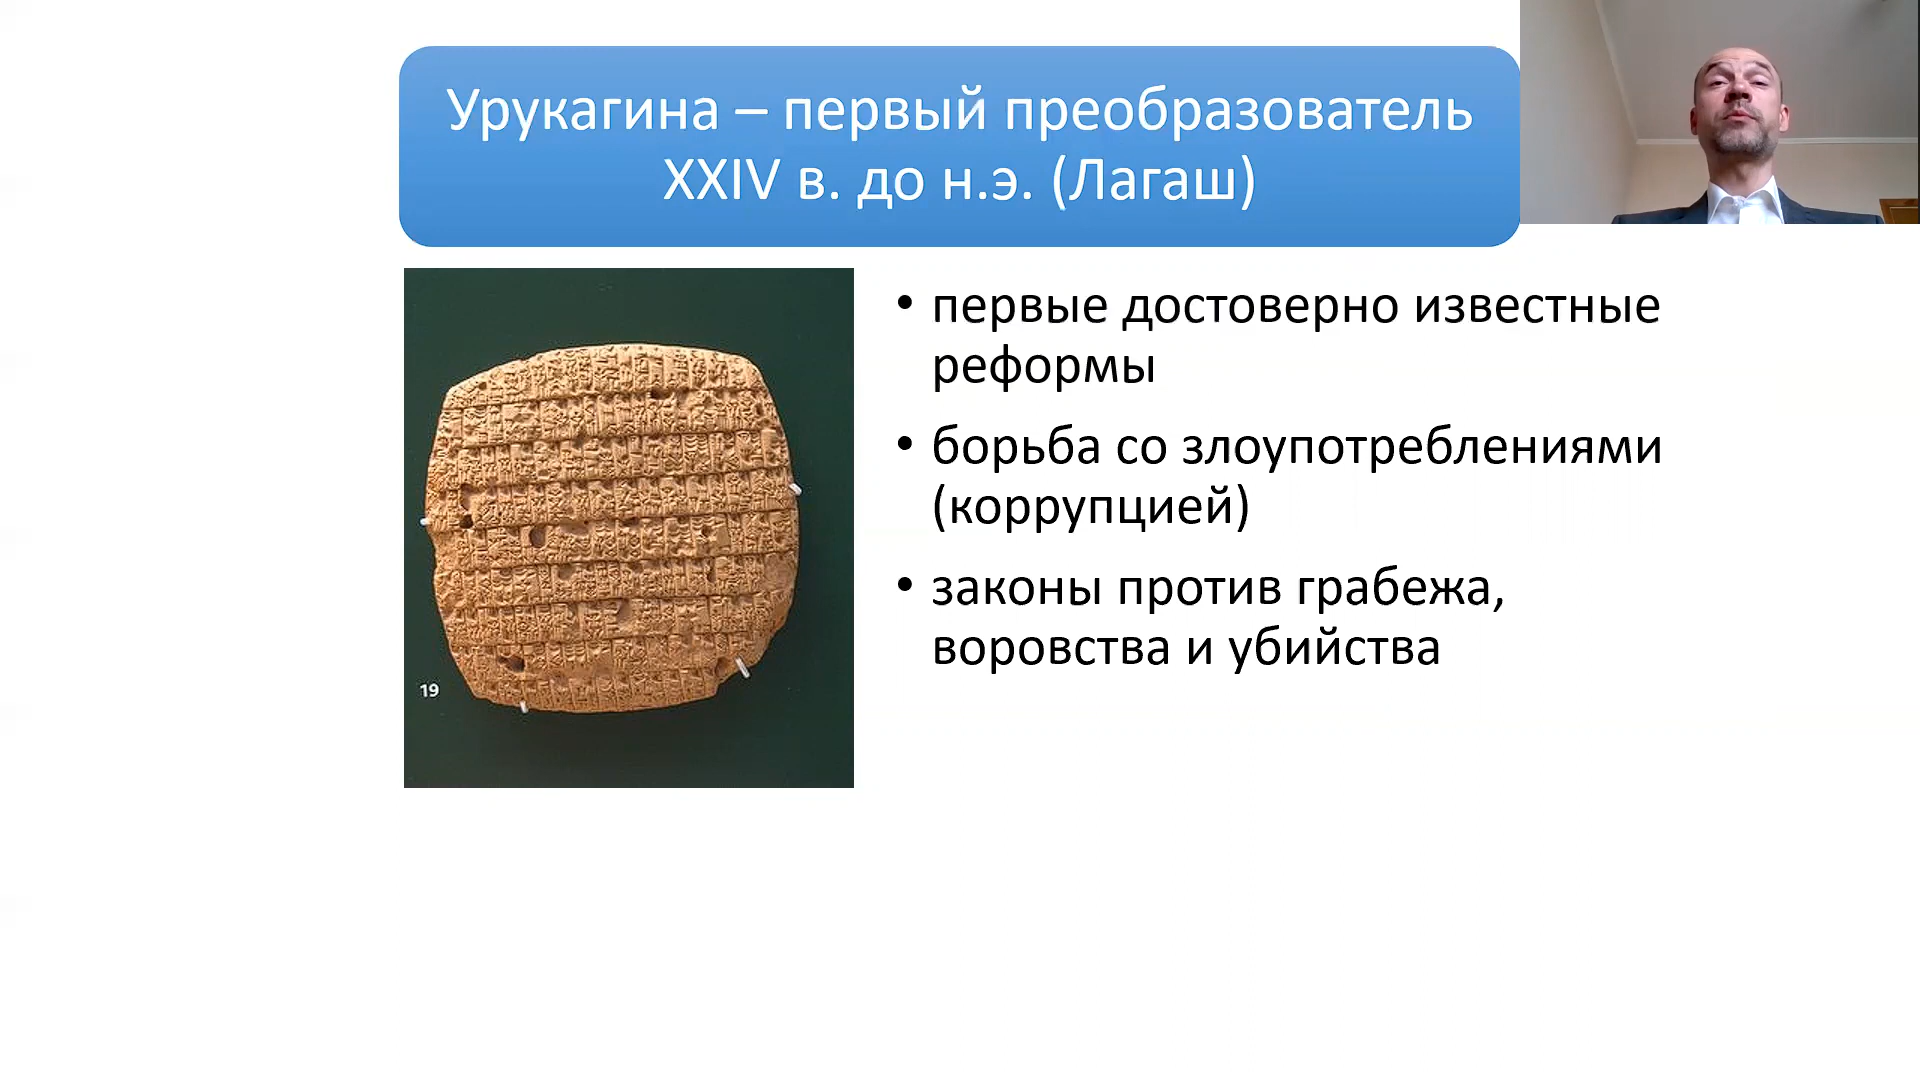 Урукагина – первый преобразователь
XXIV в. до н.э. (Лагаш)
• первые достоверно известные
реформы
• борьба со злоупотреблениями
(коррупцией)
• законы против грабежа,
воровства и убийства
19